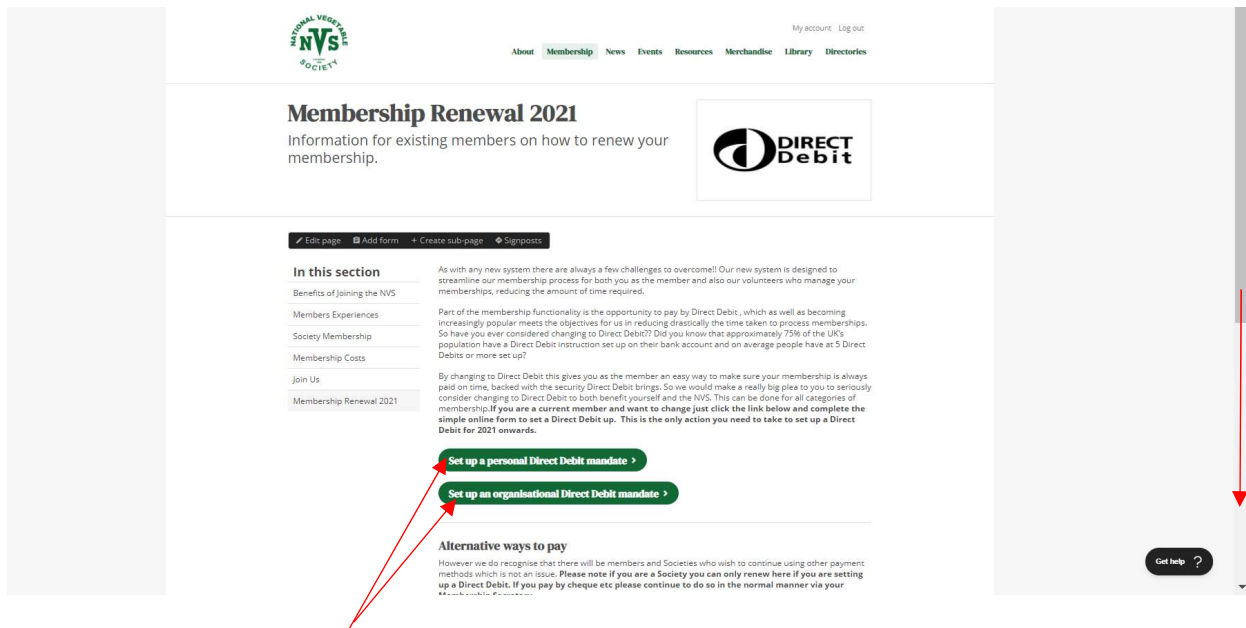 NATIONAL VEGETABLE
NVS
SOCIETY
My account Log out
About Membership News Events Resources Merchandise Library Directories
Membership Renewal 2021
Information for existing members on how to renew your
membership.
DIRECT
Debit
Edit page Add form + Create sub-page Signposts
In this section
Benefits of Joining the NVS
Members Experiences
Society Membership
Membership Costs
Join Us
Membership Renewal 2021
As with any new system there are always a few challenges to overcome!! Our new system is designed to
streamline our membership process for both you as the member and also our volunteers who manage your
memberships, reducing the amount of time required.
Part of the membership functionality is the opportunity to pay by Direct Debit , which as well as becoming
increasingly popular meets the objectives for us in reducing drastically the time taken to process memberships.
So have you ever considered changing to Direct Debit?? Did you know that approximately 75% of the UK's
population have a Direct Debit instruction set up on their bank account and on average people have at 5 Direct
Debits or more set up?
By changing to Direct Debit this gives you as the member an easy way to make sure your membership is always
paid on time, backed with the security Direct Debit brings. So we would make a really big plea to you to seriously
consider changing to Direct Debit to both benefit yourself and the NVS. This can be done for all categories of
membership.If you are a current member and want to change just click the link below and complete the
simple online form to set a Direct Debit up. This is the only action you need to take to set up a Direct
Debit for 2021 onwards.
Set up a personal Direct Debit mandate >
Set up an organisational Direct Debit mandate >
Alternative ways to pay
However we do recognise that there will be members and Societies who wish to continue using other payment
methods which is not an issue. Please note if you are a Society you can only renew here if you are setting
up a Direct Debit. If you pay by cheque etc please continue to do so in the normal manner via your
Membership Secretary
Get help ?